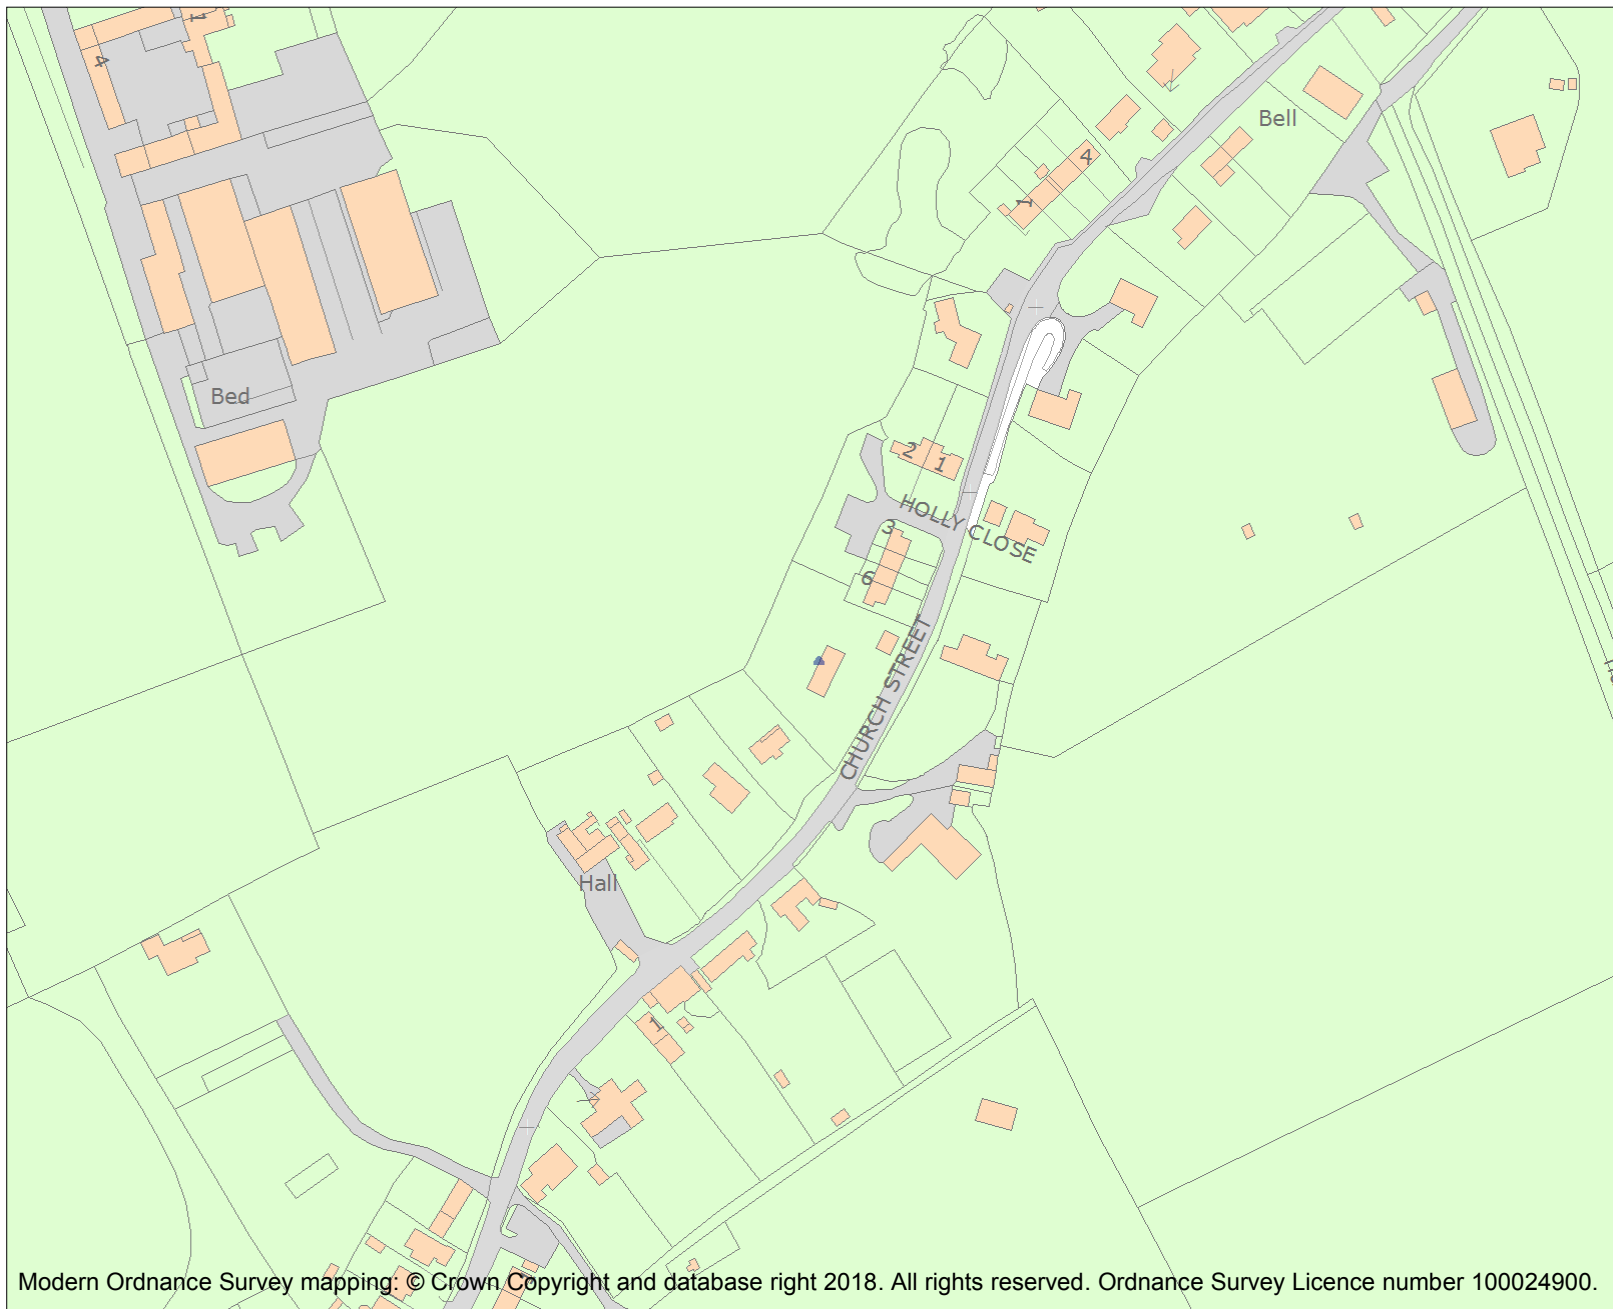 1
4
Bell
4
1
Bed
2
1
HOLLY CLOSE
3
6
CHURCH STREET
Hall
1
Modern Ordnance Survey mapping: © Crown Copyright and database right 2018. All rights reserved. Ordnance Survey Licence number 100024900.